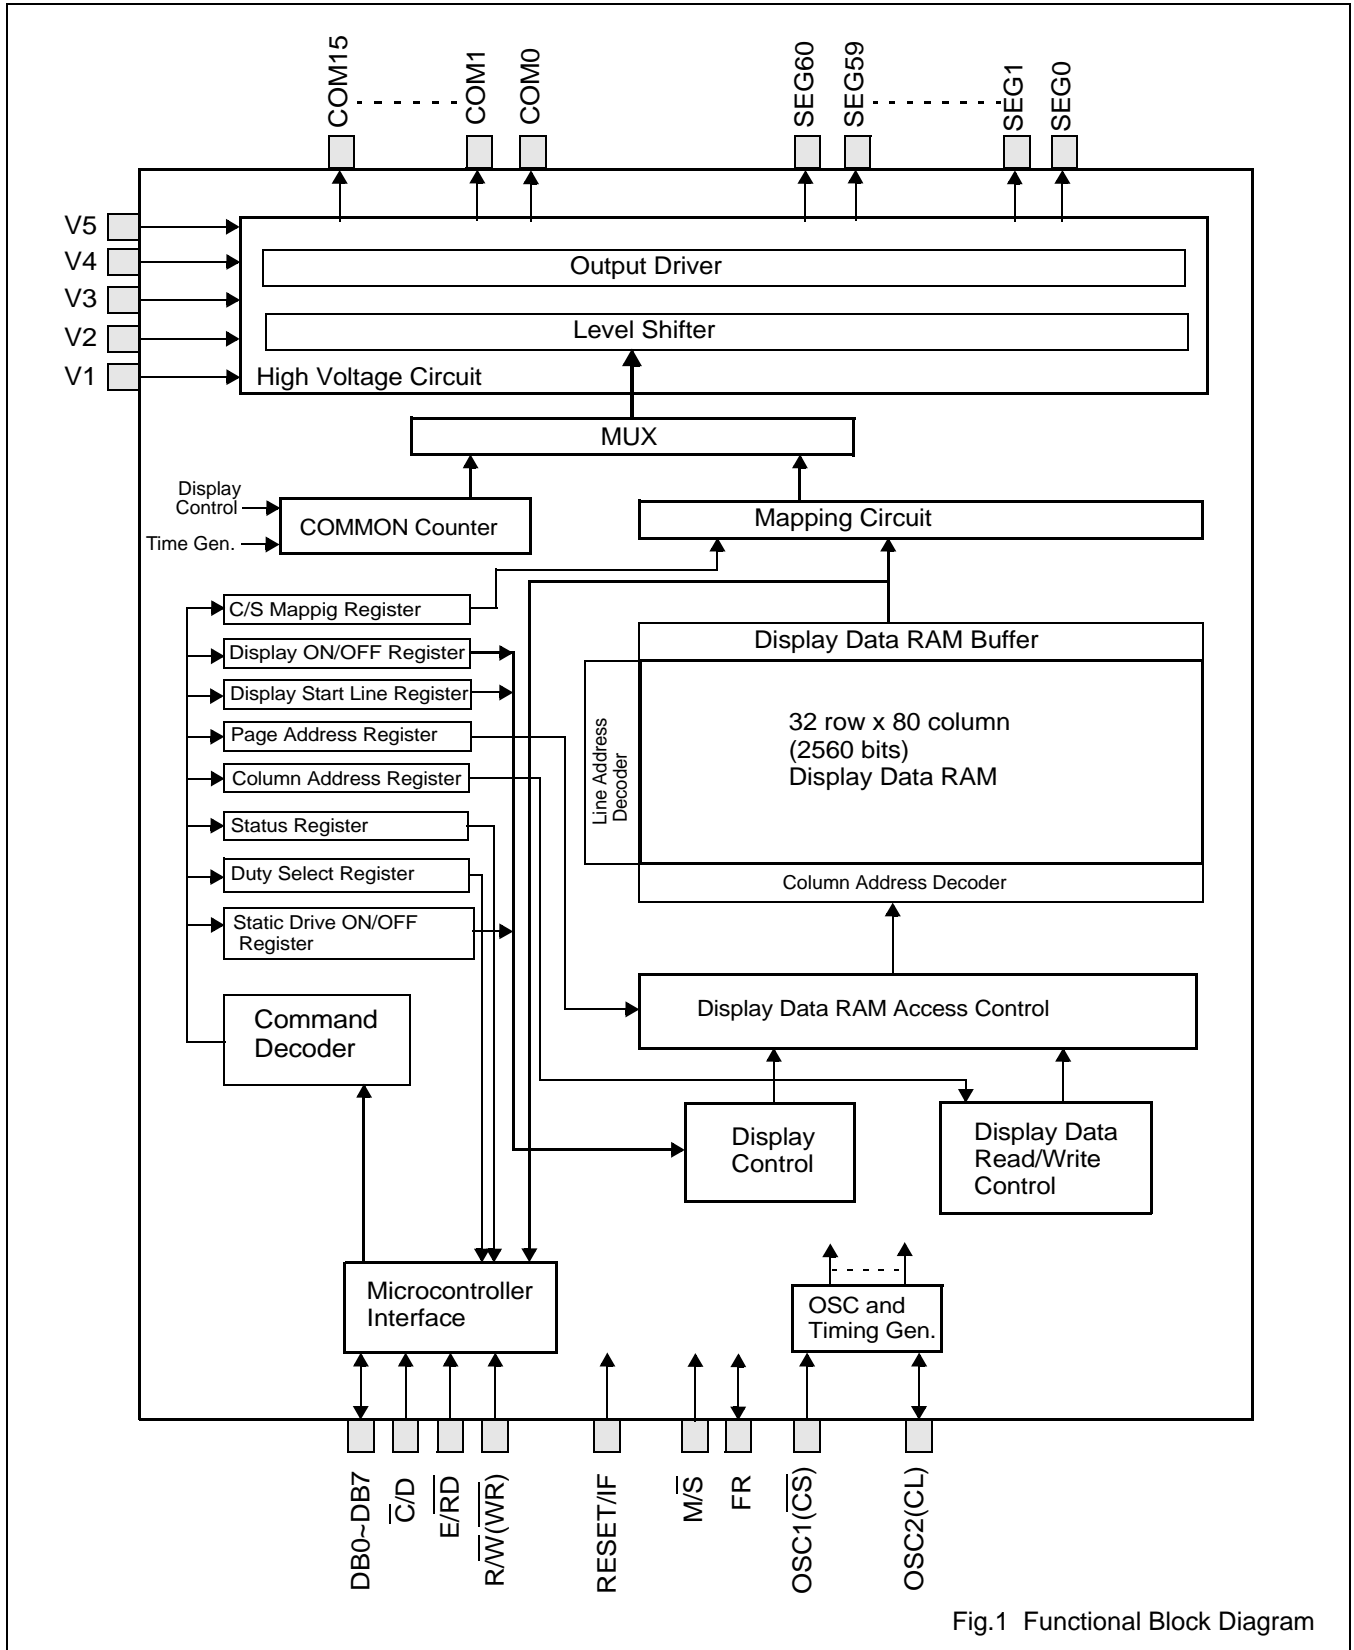 COM15
COM1
COM0
SEG60
SEG59
SEG1
SEG0
V5
V4
V3
V2
V1
Output Driver
Level Shifter
High Voltage Circuit
MUX
Display
Control
Time Gen.
COMMON Counter
Mapping Circuit
C/S Mappig Register
Display ON/OFF Register
Display Start Line Register
Page Address Register
Column Address Register
Status Register
Duty Select Register
Static Drive ON/OFF
Register
Display Data RAM Buffer
Line Address
Decoder
32 row x 80 column
(2560 bits)
Display Data RAM
Column Address Decoder
Display Data RAM Access Control
Command
Decoder
Display
Control
Display Data
Read/Write
Control
Microcontroller
Interface
OSC and
Timing Gen.
DB0~DB7
C̅/D
E/R̅D̅
R/W̅(W̅R̅)
RESET/IF
M/S̅
FR
OSC1(C̅S̅)
OSC2(CL)
Fig.1 Functional Block Diagram